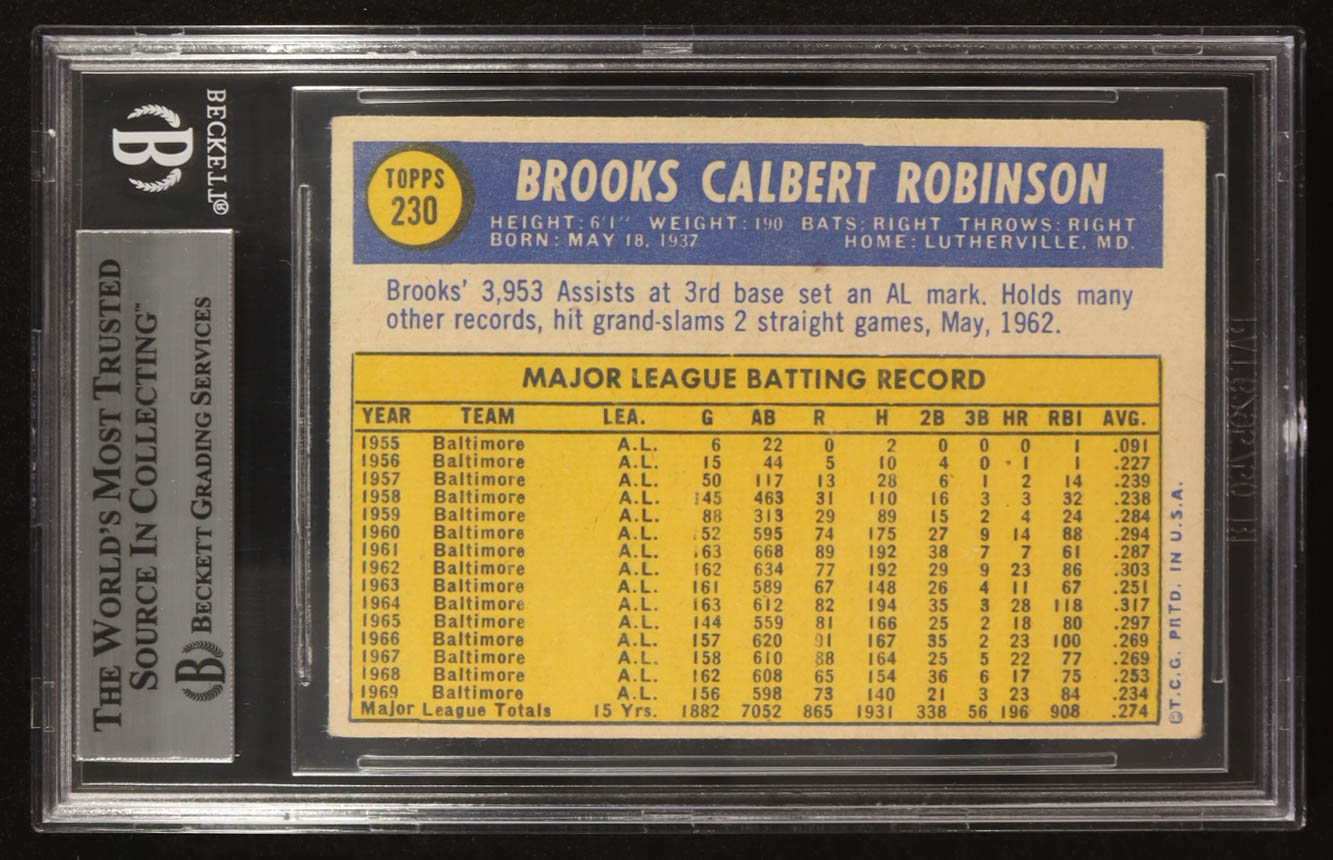 BECKETT®
B
THE WORLD'S MOST TRUSTED
SOURCE IN COLLECTING™
B BECKETT GRADING SERVICES
TOPPS
230
BROOKS CALBERT ROBINSON
HEIGHT: 6'1" WEIGHT: 190 BATS: RIGHT THROWS: RIGHT
BORN: MAY 18, 1937 HOME: LUTHERVILLE, MD.
Brooks' 3,953 Assists at 3rd base set an AL mark. Holds many
other records, hit grand-slams 2 straight games, May, 1962.
MAJOR LEAGUE BATTING RECORD
YEAR TEAM LEA. G AB R H 2B 3B HR RBI AVG.
1955 Baltimore A.L. 6 22 0 2 0 0 0 1 .091
1956 Baltimore A.L. 15 44 5 10 4 0 1 1 .227
1957 Baltimore A.L. 50 117 13 28 6 1 2 14 .239
1958 Baltimore A.L. 145 463 31 110 16 3 3 32 .238
1959 Baltimore A.L. 88 313 29 89 15 2 4 24 .284
1960 Baltimore A.L. 152 595 74 175 27 9 14 88 .294
1961 Baltimore A.L. 163 668 89 192 38 7 7 61 .287
1962 Baltimore A.L. 162 634 77 192 29 9 23 86 .303
1963 Baltimore A.L. 161 589 67 148 26 4 11 67 .251
1964 Baltimore A.L. 163 612 82 194 35 3 28 118 .317
1965 Baltimore A.L. 144 559 81 166 25 2 18 80 .297
1966 Baltimore A.L. 157 620 91 167 35 2 23 100 .269
1967 Baltimore A.L. 158 610 88 164 25 5 22 77 .269
1968 Baltimore A.L. 162 608 65 154 36 6 17 75 .253
1969 Baltimore A.L. 156 598 73 140 21 3 23 84 .234
Major League Totals 15 Yrs. 1882 7052 865 1931 338 56 196 908 .274
©T.C.G. PRTD. IN U.S.A.